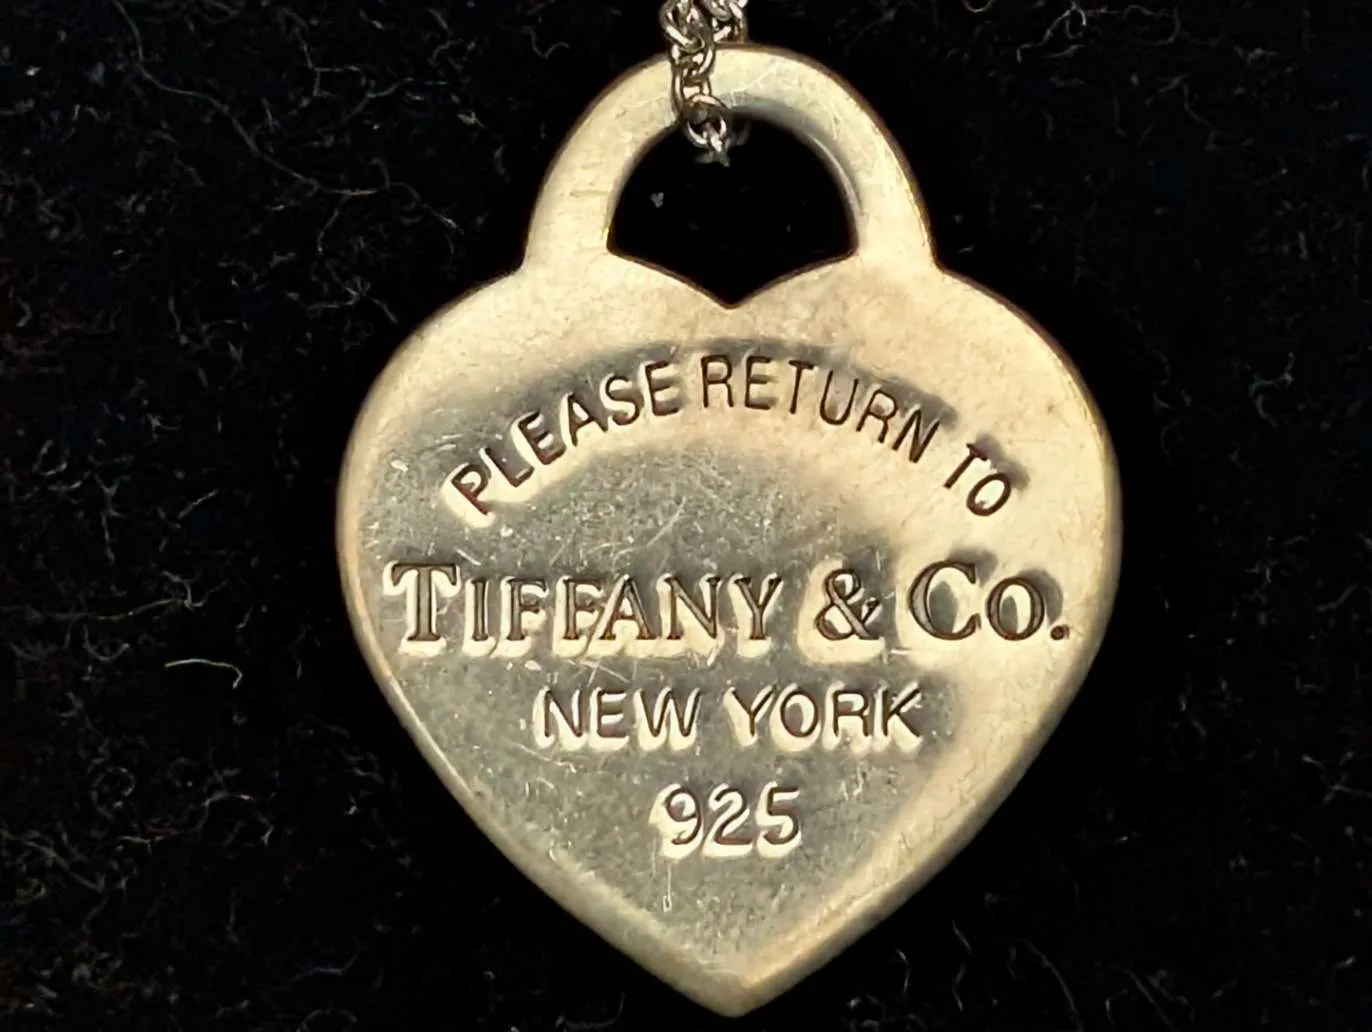 PLEASE RETURN TO
TIFFANY & CO.
NEW YORK
925